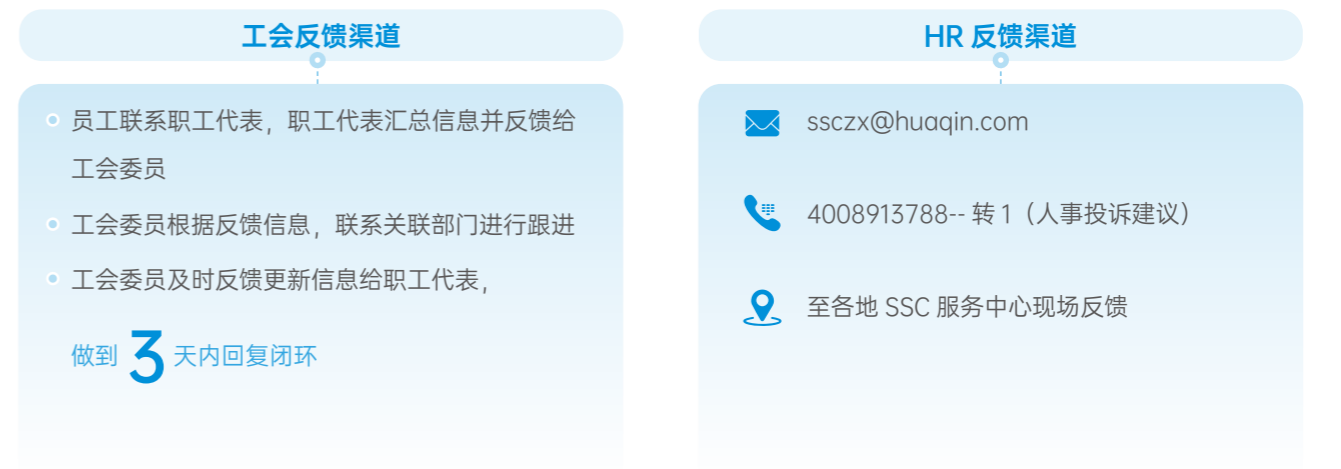 工会反馈渠道
员工联系职工代表，职工代表汇总信息并反馈给
工会委员
工会委员根据反馈信息，联系关联部门进行跟进
工会委员及时反馈更新信息给职工代表，
做到 3 天内回复闭环
HR 反馈渠道
ssczx@huaqin.com
4008913788-- 转 1（人事投诉建议）
至各地 SSC 服务中心现场反馈